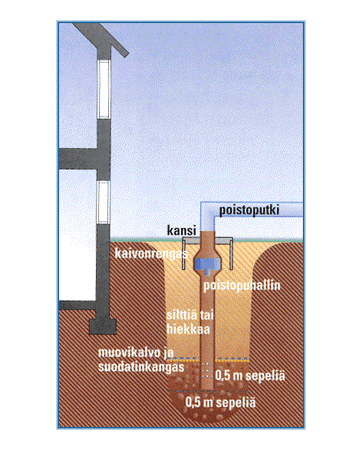 poistoputki
kansi
kaivonrengas
poistopuhallin
silttiä tai
hiekkaa
muovikalvo ja
suodatinkangas
0,5 m sepeliä
0,5 m sepeliä